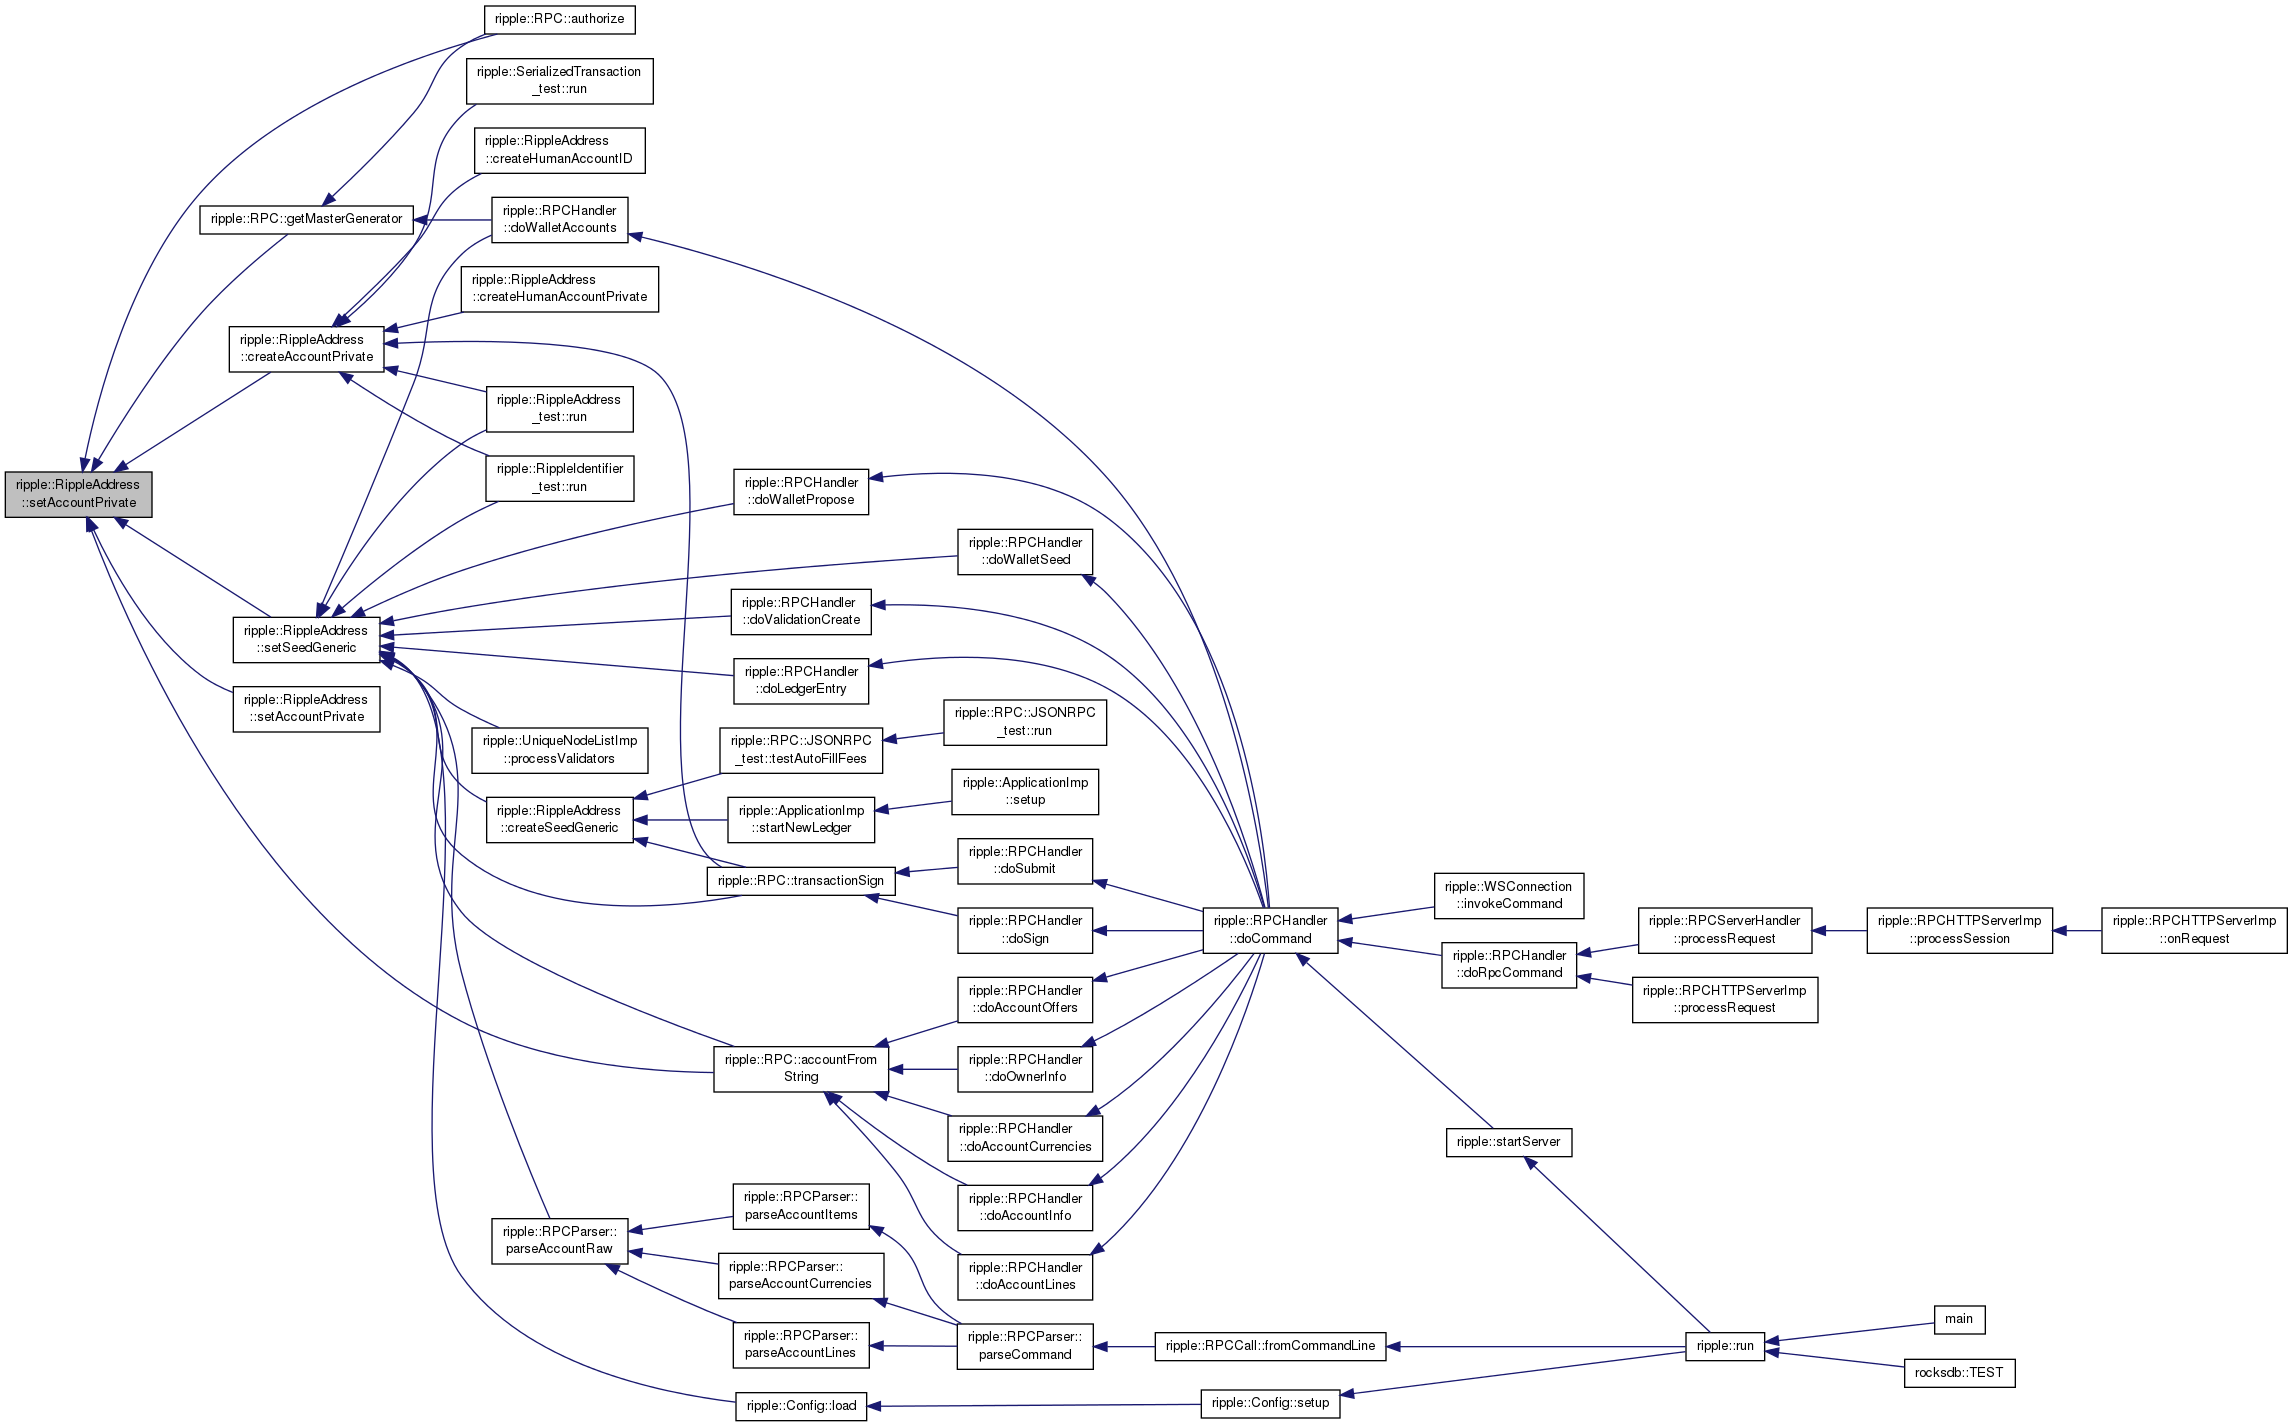 ripple::RPC::authorize
ripple::SerializedTransaction
_test::run
ripple::RippleAddress
::createHumanAccountID
ripple::RPCHandler
::doWalletAccounts
ripple::RPC::getMasterGenerator
ripple::RippleAddress
::createHumanAccountPrivate
ripple::RippleAddress
::createAccountPrivate
ripple::RippleAddress
_test::run
ripple::RippleIdentifier
_test::run
ripple::RippleAddress
::setAccountPrivate
ripple::RPCHandler
::doWalletPropose
ripple::RPCHandler
::doWalletSeed
ripple::RPCHandler
::doValidationCreate
ripple::RippleAddress
::setSeedGeneric
ripple::RPCHandler
::doLedgerEntry
ripple::RippleAddress
::setAccountPrivate
ripple::UniqueNodeListImp
::processValidators
ripple::RPC::JSONRPC
_test::testAutoFillFees
ripple::RPC::JSONRPC
_test::run
ripple::RippleAddress
::createSeedGeneric
ripple::ApplicationImp
::startNewLedger
ripple::ApplicationImp
::setup
ripple::RPC::transactionSign
ripple::RPCHandler
::doSubmit
ripple::RPCHandler
::doSign
ripple::RPCHandler
::doCommand
ripple::WSConnection
::invokeCommand
ripple::RPCHandler
::doRpcCommand
ripple::RPCServerHandler
::processRequest
ripple::RPCHTTPServerImp
::processSession
ripple::RPCHTTPServerImp
::onRequest
ripple::RPCHTTPServerImp
::processRequest
ripple::RPCHandler
::doAccountOffers
ripple::RPC::accountFrom
String
ripple::RPCHandler
::doOwnerInfo
ripple::RPCHandler
::doAccountCurrencies
ripple::startServer
ripple::RPCHandler
::doAccountInfo
ripple::RPCHandler
::doAccountLines
ripple::RPCParser::
parseAccountRaw
ripple::RPCParser::
parseAccountItems
ripple::RPCParser::
parseAccountCurrencies
ripple::RPCParser::
parseAccountLines
ripple::RPCParser::
parseCommand
ripple::RPCCall::fromCommandLine
ripple::run
main
rocksdb::TEST
ripple::Config::load
ripple::Config::setup